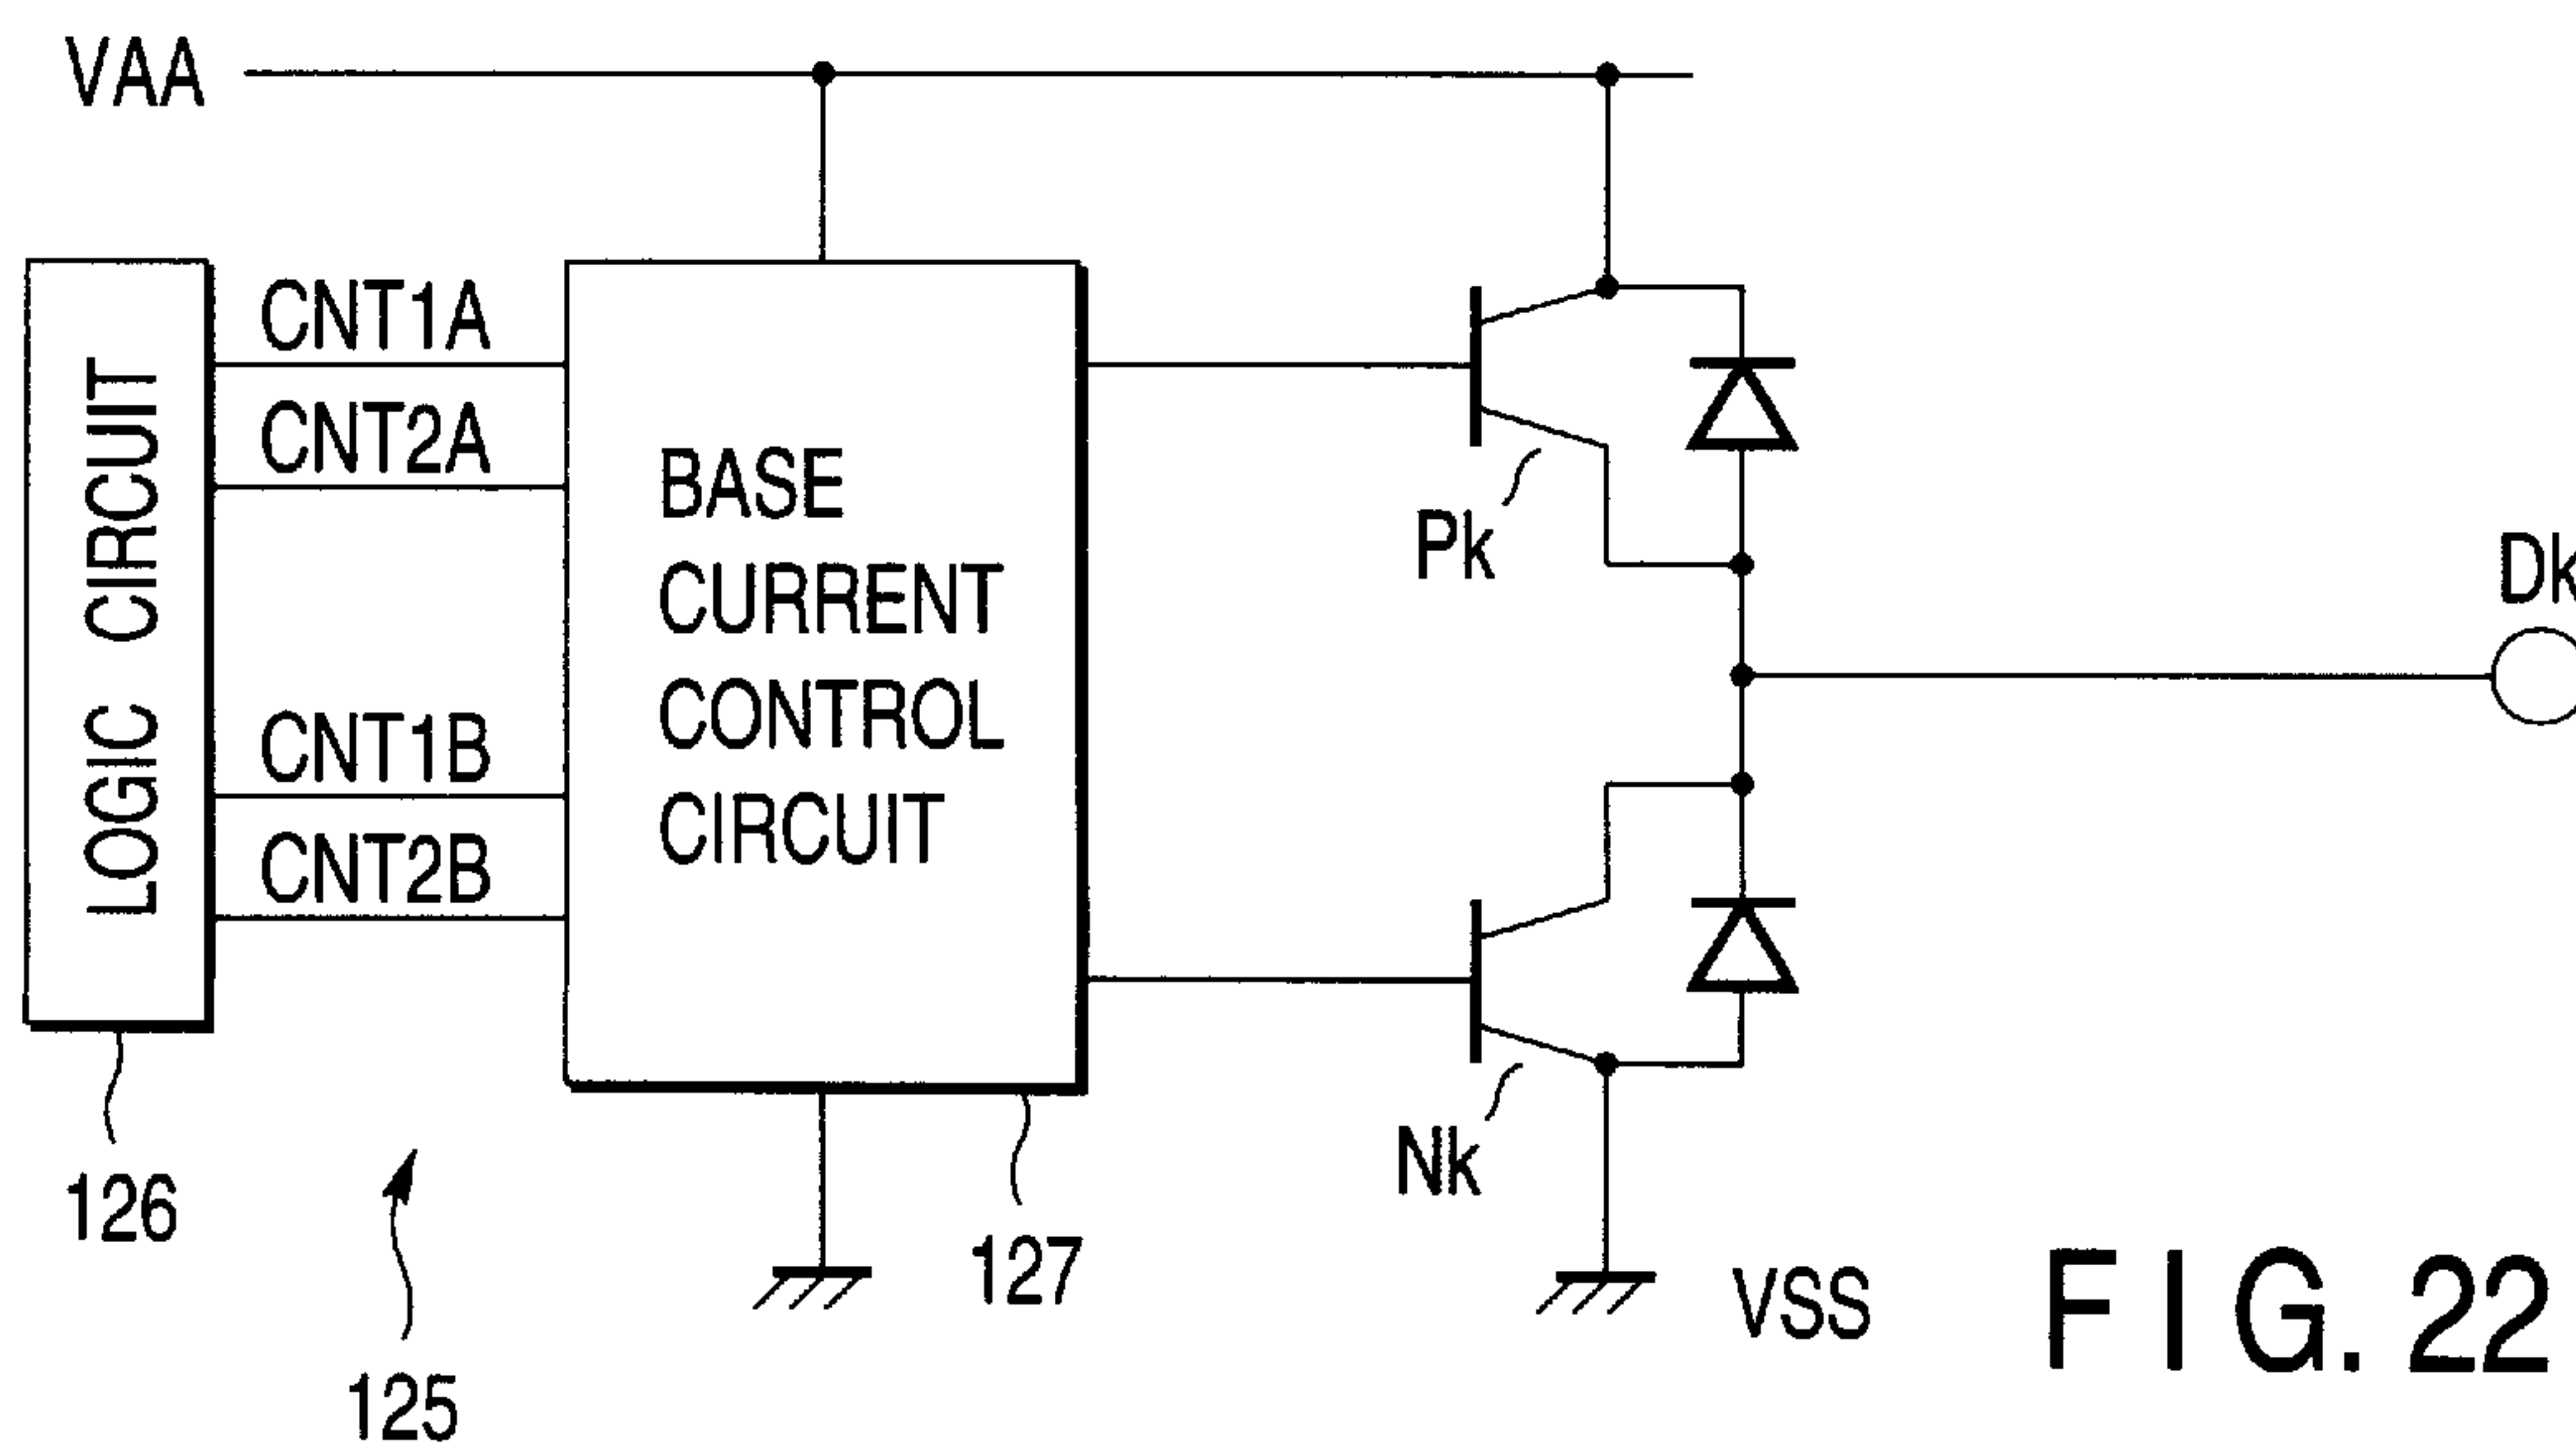 VAA
CNT1A
CNT2A
CNT1B
CNT2B
LOGIC CIRCUIT
BASE
CURRENT
CONTROL
CIRCUIT
Pk
Dk
Nk
126
127
125
VSS
FIG. 22